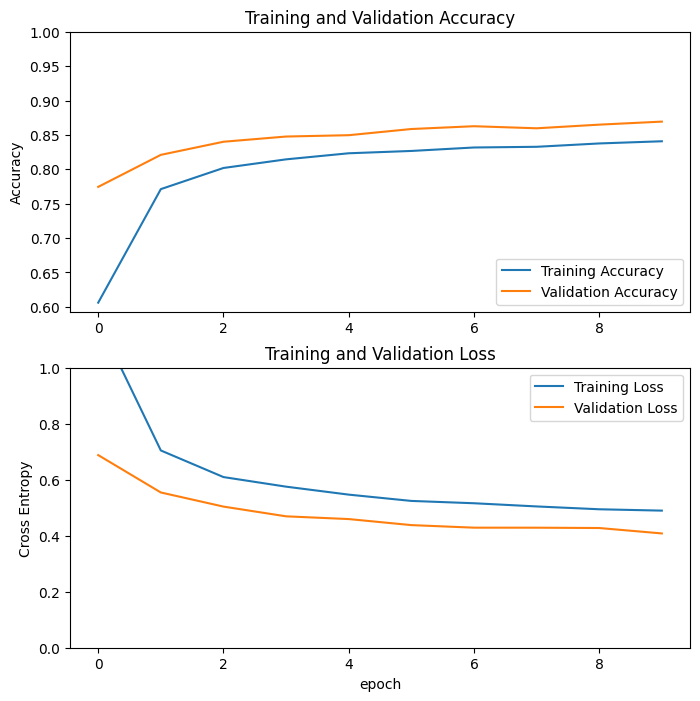 Training and Validation Accuracy
1.00
0.95
0.90
0.85
0.80
0.75
0.70
0.65
0.60
Accuracy
Training Accuracy
Validation Accuracy
0 2 4 6 8
Training and Validation Loss
1.0
0.8
0.6
0.4
0.2
0.0
Cross Entropy
Training Loss
Validation Loss
0 2 4 6 8
epoch